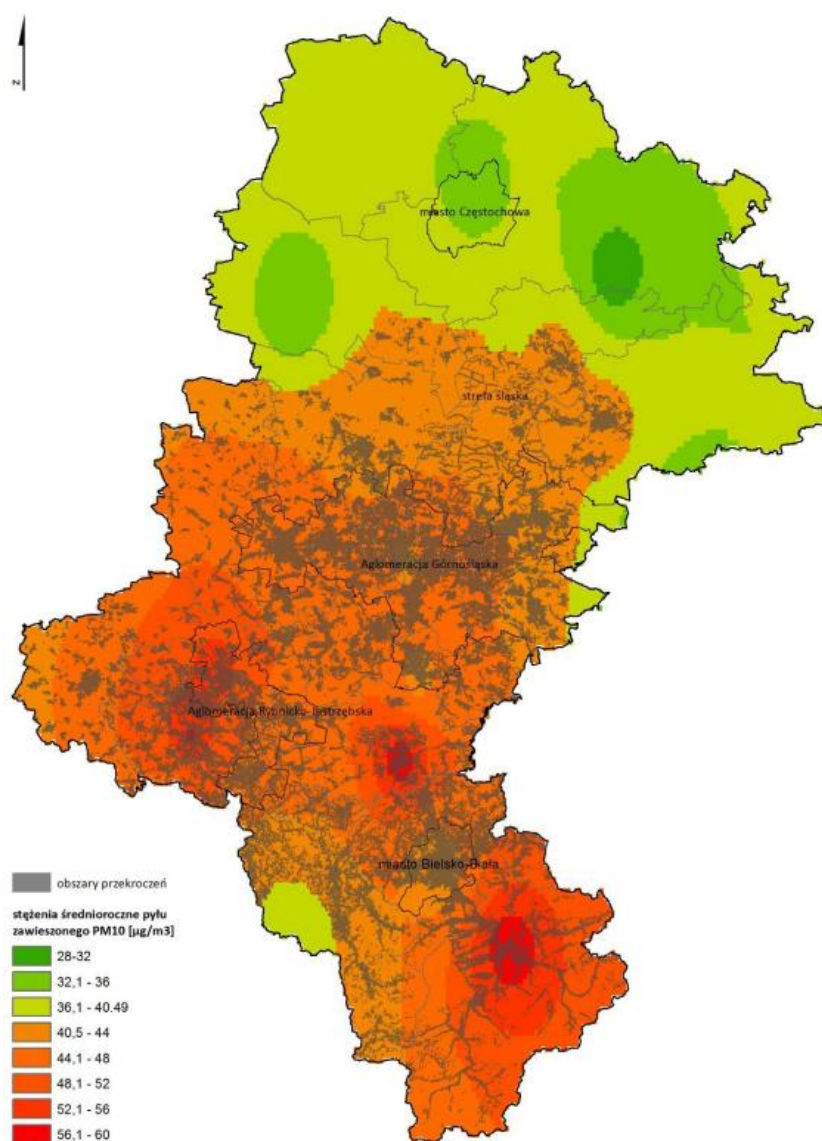 z
miasto Częstochowa
strefa śląska
Aglomeracja Górnośląska
Aglomeracja Rybnicko-Jastrzębska
miasto Bielsko-Biała
obszary przekroczeń
stężenia średnioroczne pyłu
zawieszonego PM10 [µg/m3]
28-32
32,1 - 36
36,1 - 40.49
40,5 - 44
44,1 - 48
48,1 - 52
52,1 - 56
56,1 - 60